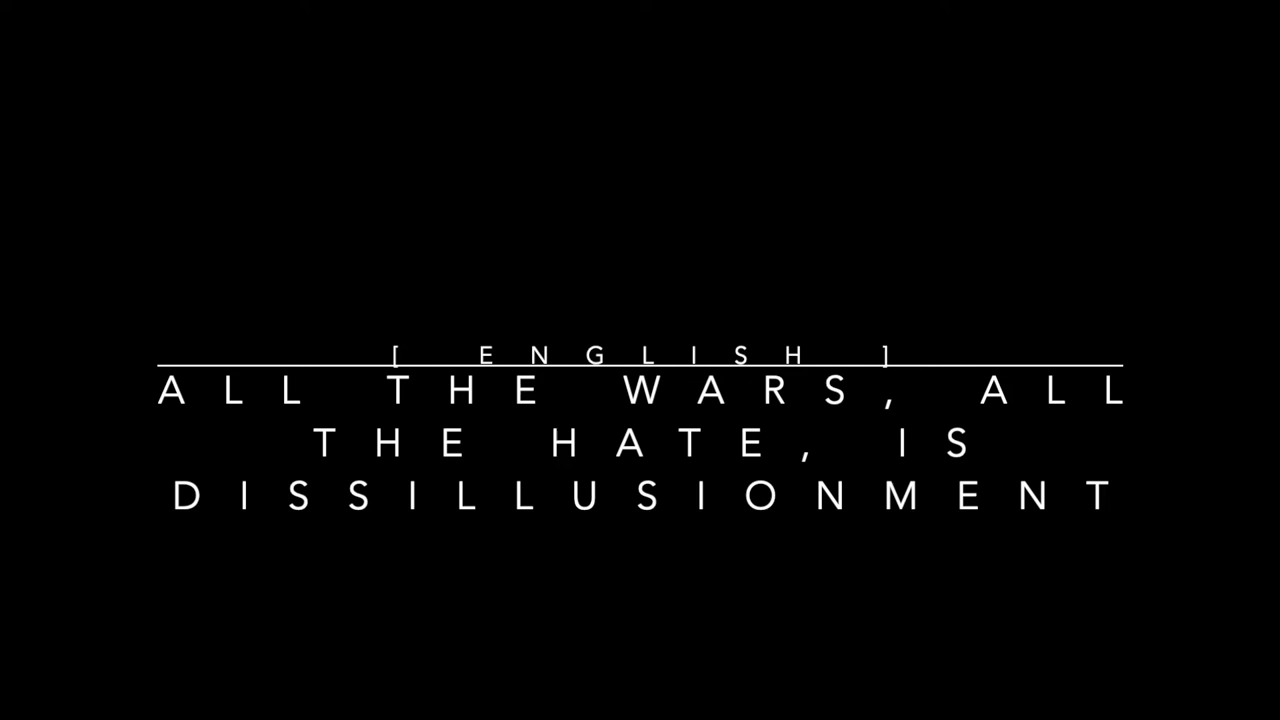 [ ENGLISH ]
ALL THE WARS, ALL
THE HATE, IS
DISSILLUSIONMENT